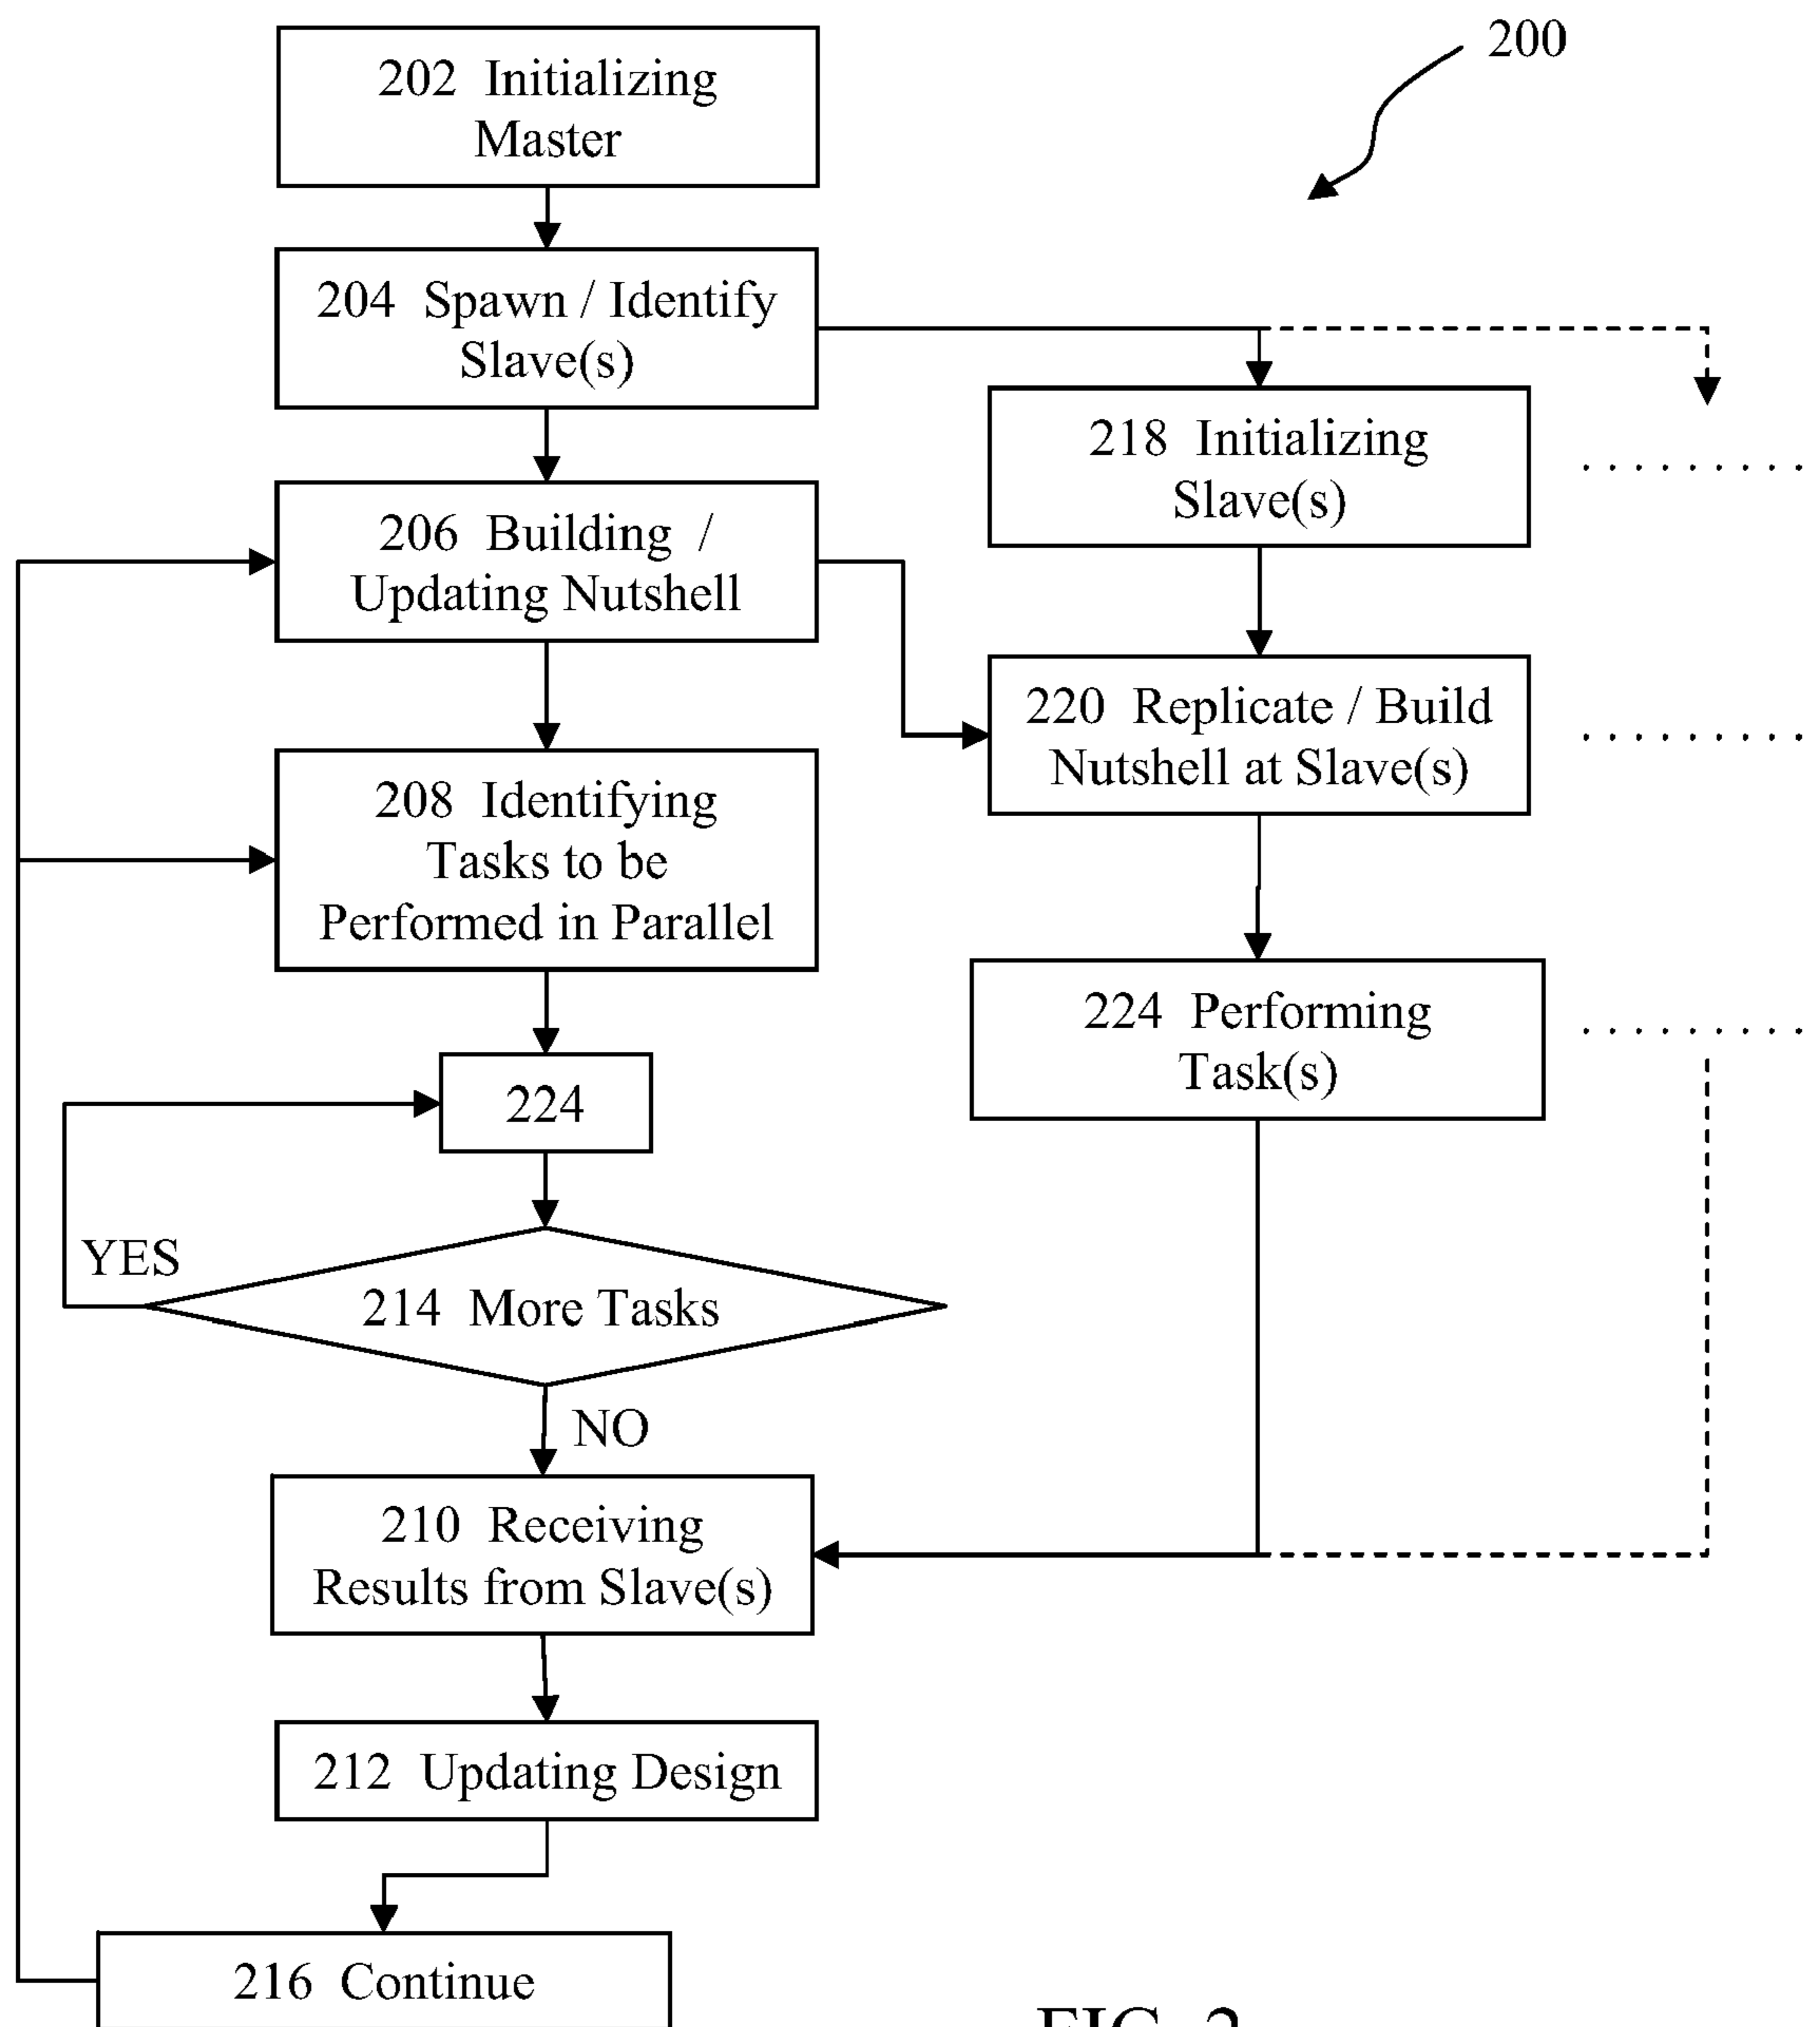 200
202 Initializing
Master
204 Spawn / Identify
Slave(s)
218 Initializing
Slave(s)
206 Building /
Updating Nutshell
220 Replicate / Build
Nutshell at Slave(s)
208 Identifying
Tasks to be
Performed in Parallel
224 Performing
Task(s)
224
YES
214 More Tasks
NO
210 Receiving
Results from Slave(s)
212 Updating Design
216 Continue
FIG. 2